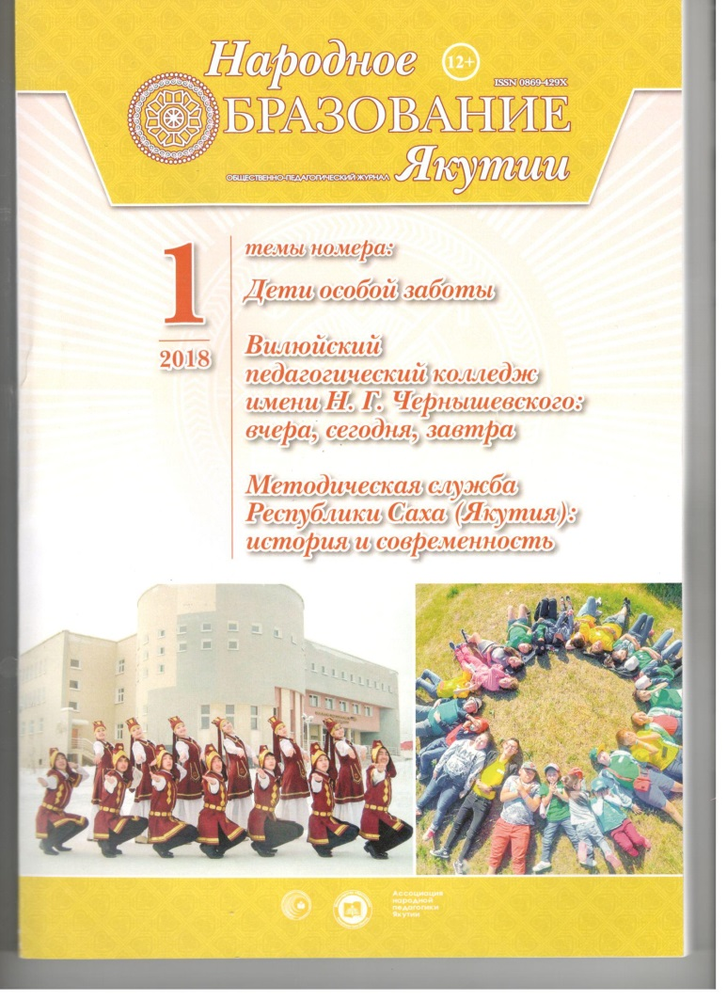 Народное
12+
ISSN 0869-429X
ОБРАЗОВАНИЕ
ОБЩЕСТВЕННО-ПЕДАГОГИЧЕСКИЙ ЖУРНАЛ
Якутии
1
2018
темы номера:
Дети особой заботы
Вилюйский
педагогический колледж
имени Н. Г. Чернышевского:
вчера, сегодня, завтра
Методическая служба
Республики Саха (Якутия):
история и современность
Ассоциация
народной
педагогики
Якутии